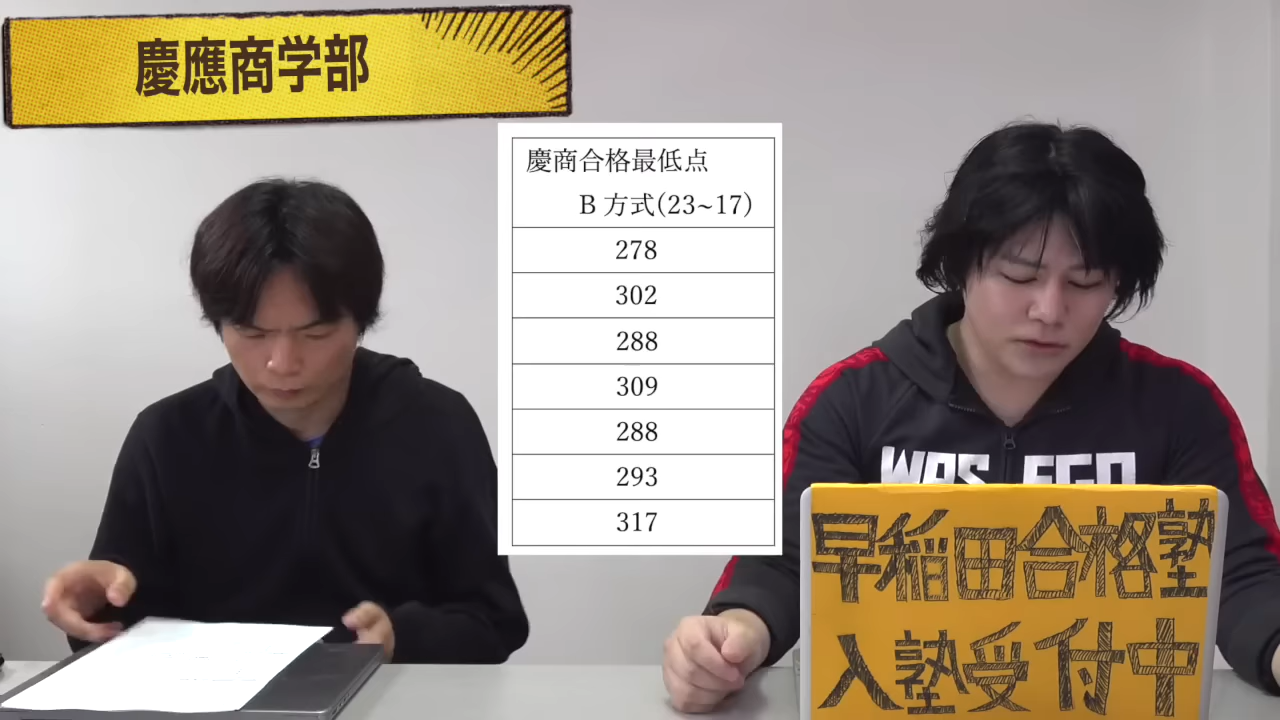 慶應商学部
慶商合格最低点
B 方式(23~17)
278
302
288
309
288
293
317
早稲田合格塾
入塾受付中